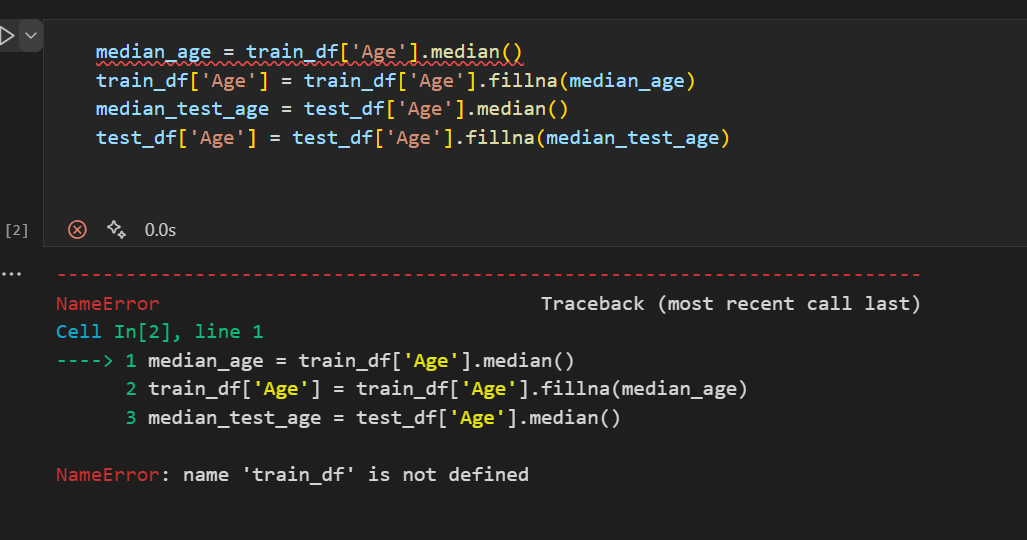 median_age = train_df['Age'].median()
train_df['Age'] = train_df['Age'].fillna(median_age)
median_test_age = test_df['Age'].median()
test_df['Age'] = test_df['Age'].fillna(median_test_age)
[2] 0.0s
--------------------------------------------------------------------------- 
NameError                                 Traceback (most recent call last)
Cell In[2], line 1
----> 1 median_age = train_df['Age'].median()
      2 train_df['Age'] = train_df['Age'].fillna(median_age)
      3 median_test_age = test_df['Age'].median()
NameError: name 'train_df' is not defined